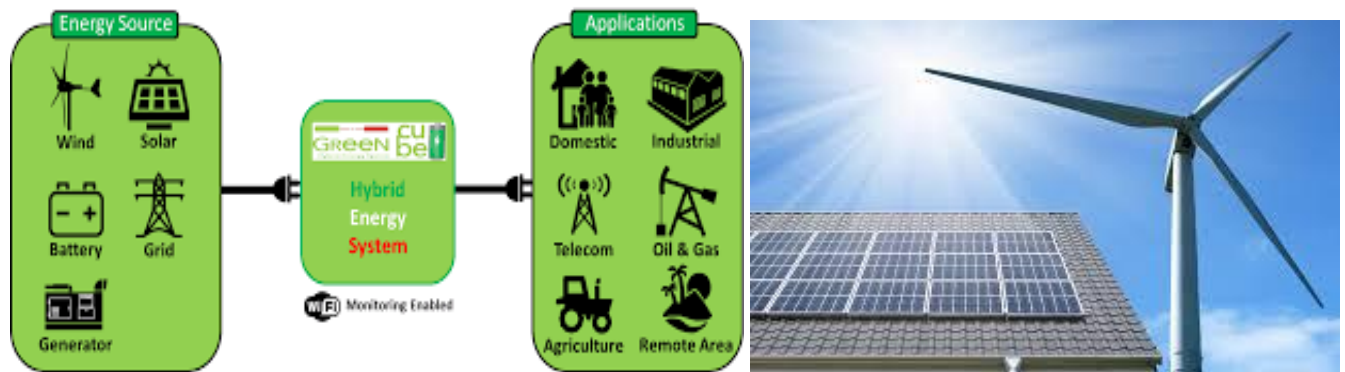 Energy Source
Wind
Solar
Battery
Grid
Generator
GREEN
cu
be
Hybrid
Energy
System
WiFi Monitoring Enabled
Applications
Domestic
Industrial
Telecom
Oil & Gas
Agriculture
Remote Area